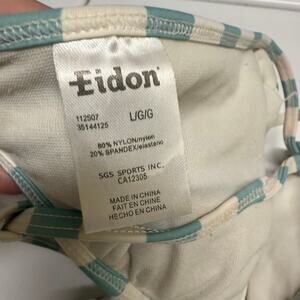 Eidon
112507
35144125
L/G/G
80% NYLON/nylon
20% SPANDEX/elasteno
SGS SPORTS INC.
CA12305
MADE IN CHINA
FAIT EN CHINE
HECHO EN CHINA